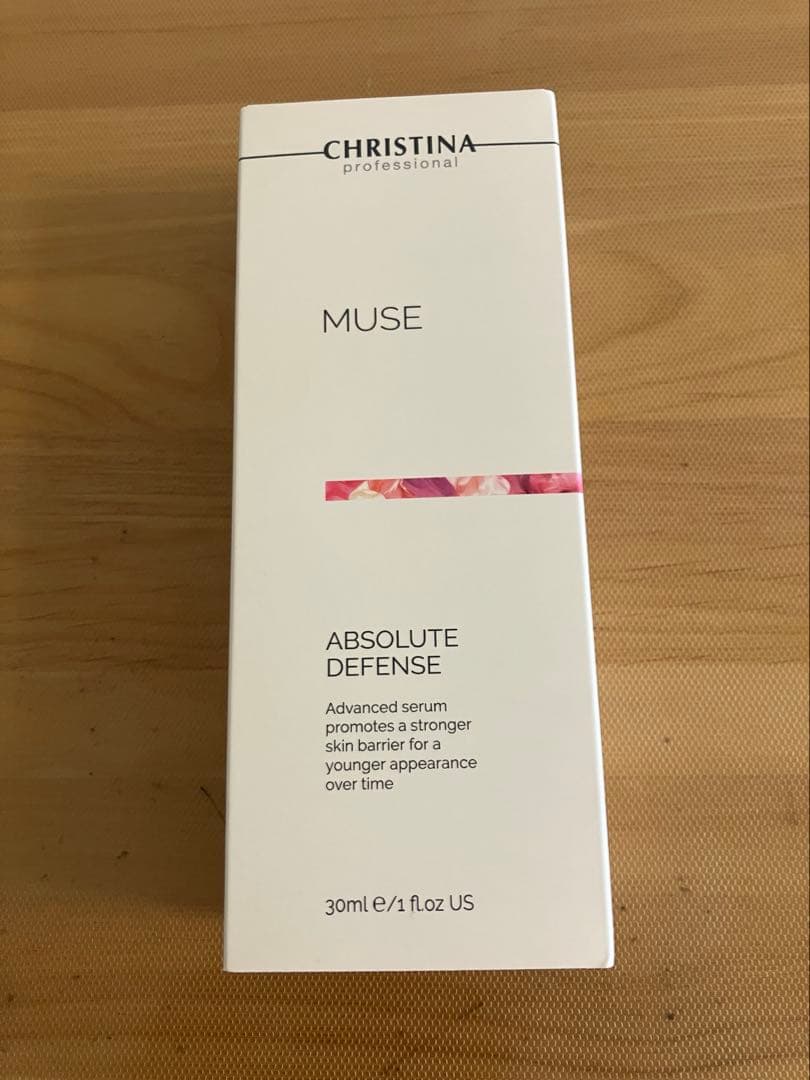 CHRISTINA
professional
MUSE
ABSOLUTE
DEFENSE
Advanced serum
promotes a stronger
skin barrier for a
younger appearance
over time
30ml ℮/1 fl.oz US